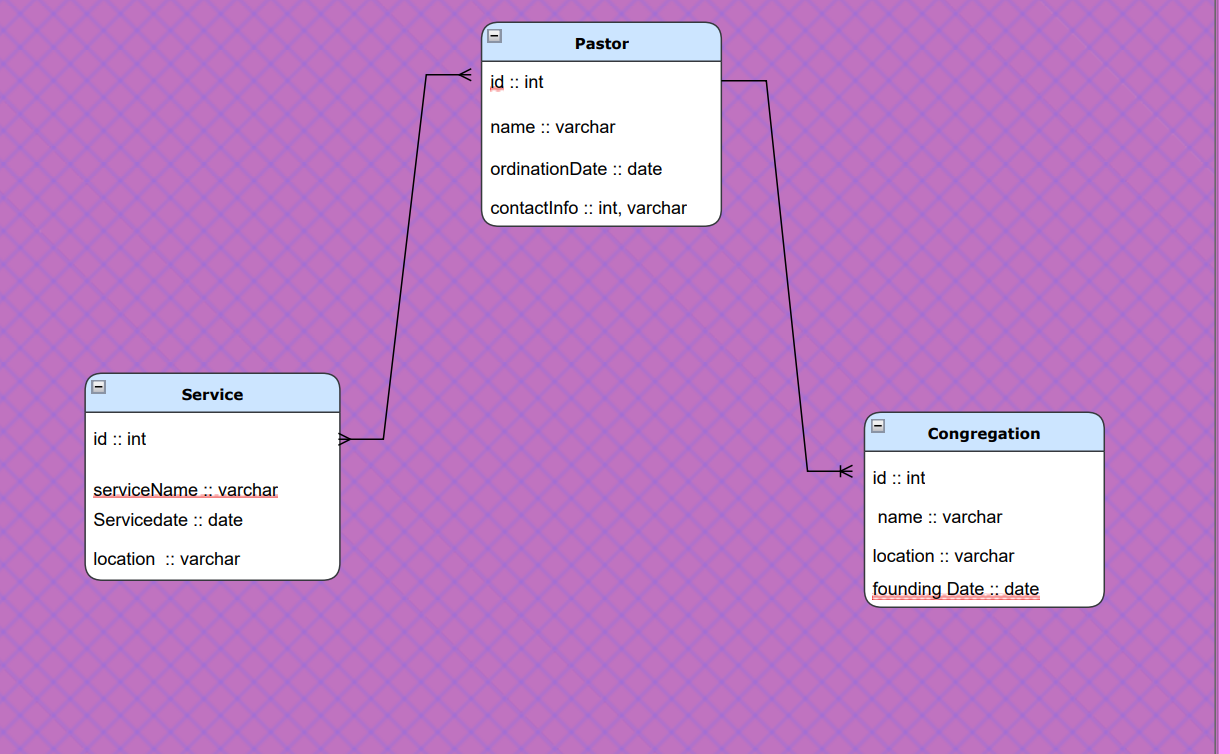 Pastor
id :: int
name :: varchar
ordinationDate :: date
contactInfo :: int, varchar
Service
id :: int
serviceName :: varchar
Servicedate :: date
location  :: varchar
Congregation
id :: int
name :: varchar
location :: varchar
founding Date :: date